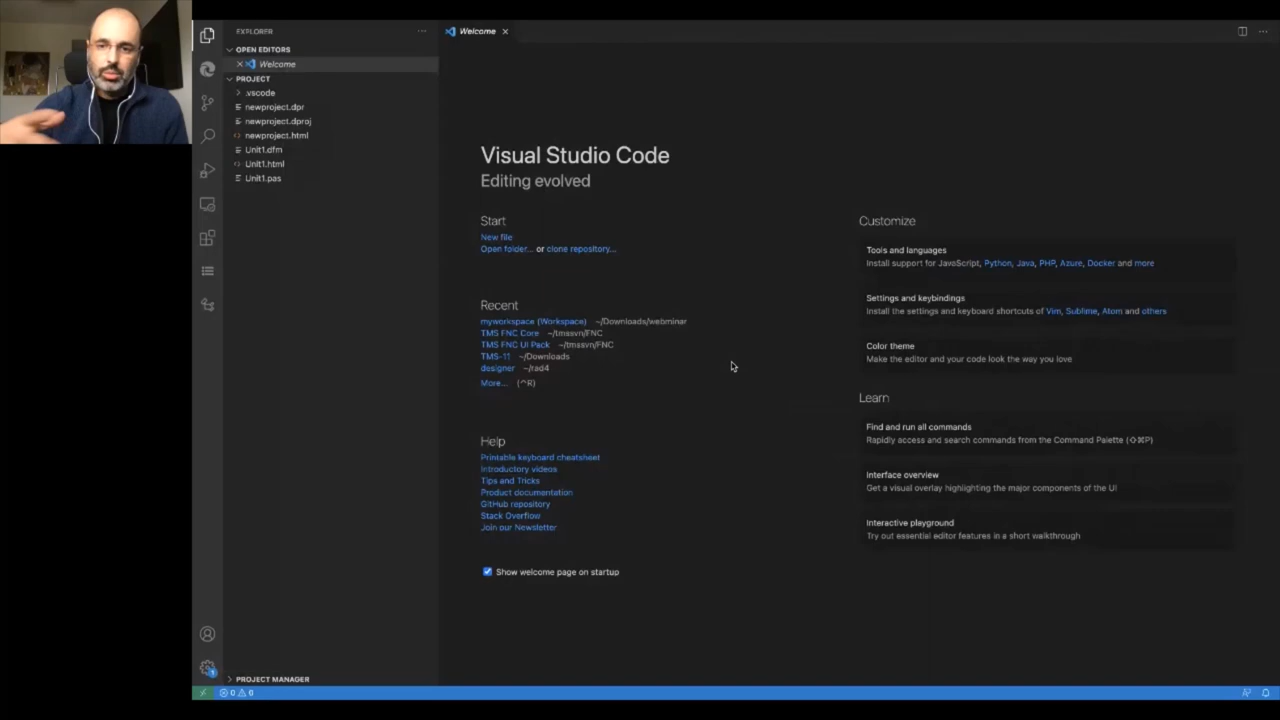 EXPLORER
OPEN EDITORS
Welcome
PROJECT
.vscode
newproject.dpr
newproject.dproj
newproject.html
Unit1.dfm
Unit1.html
Unit1.pas
PROJECT MANAGER
Welcome
Visual Studio Code
Editing evolved
Start
New file
Open folder... or clone repository...
Recent
myworkspace (Workspace) ~/Downloads/webminar
TMS FNC Core ~/tmssvn/FNC
TMS FNC UI Pack ~/tmssvn/FNC
TMS-11 ~/Downloads
designer ~/rad4
More... (^R)
Help
Printable keyboard cheatsheet
Introductory videos
Tips and Tricks
Product documentation
GitHub repository
Stack Overflow
Join our Newsletter
Show welcome page on startup
Customize
Tools and languages
Install support for JavaScript, Python, Java, PHP, Azure, Docker and more
Settings and keybindings
Install the settings and keyboard shortcuts of Vim, Sublime, Atom and others
Color theme
Make the editor and your code look the way you love
Learn
Find and run all commands
Rapidly access and search commands from the Command Palette (⇧⌘P)
Interface overview
Get a visual overlay highlighting the major components of the UI
Interactive playground
Try out essential editor features in a short walkthrough
1
0 0